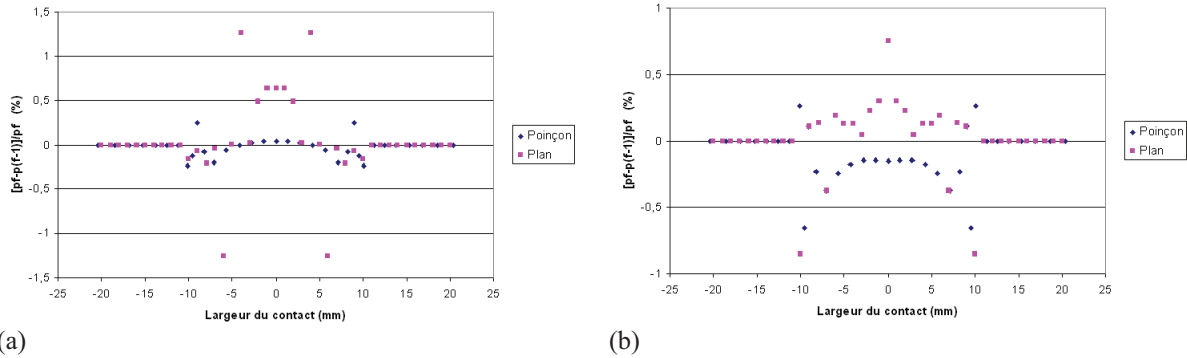 1,5
1
0,5
0
-0,5
-1
-1,5
[pf-p(f-1)]/pf (%)
-25 -20 -15 -10 -5 0 5 10 15 20 25
Largeur du contact (mm)
Poinçon
Plan
(a)
1
0,5
0
-0,5
-1
[pf-p(f-1)]/pf (%)
-25 -20 -15 -10 -5 0 5 10 15 20 25
Largeur du contact (mm)
Poinçon
Plan
(b)